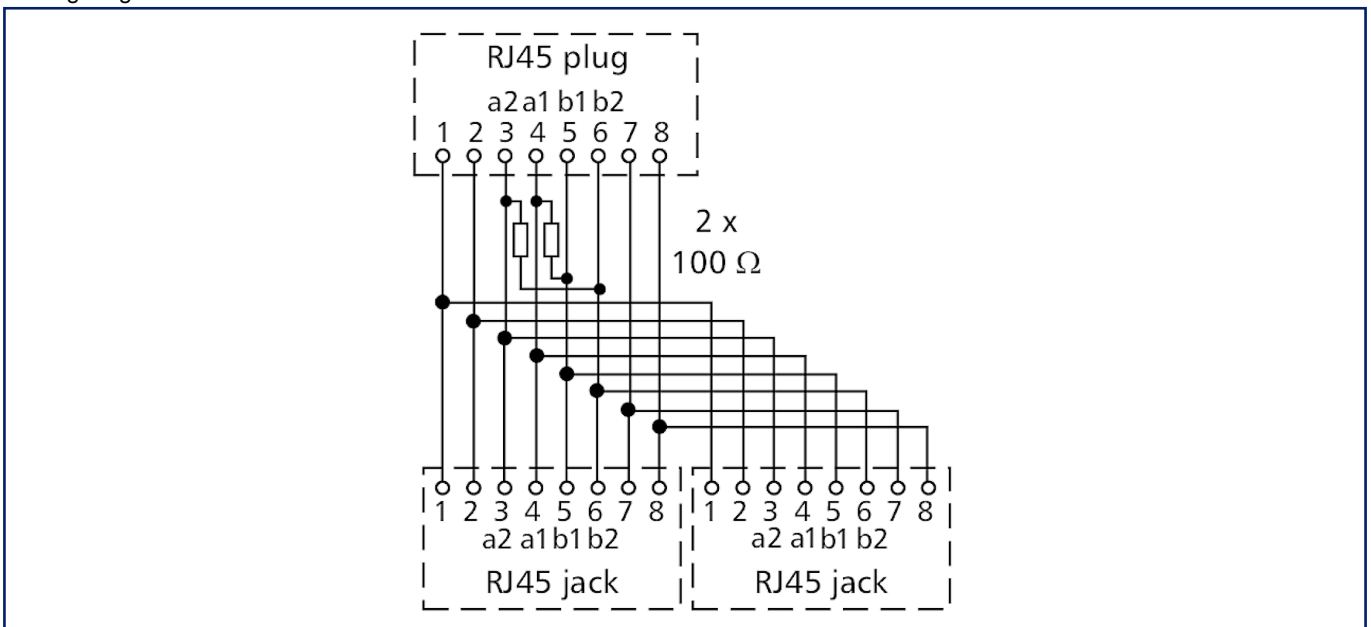 RJ45 plug
a2 a1 b1 b2
1 2 3 4 5 6 7 8
2 x
100 Ω
1 2 3 4 5 6 7 8 1 2 3 4 5 6 7 8
a2 a1 b1 b2 a2 a1 b1 b2
RJ45 jack RJ45 jack